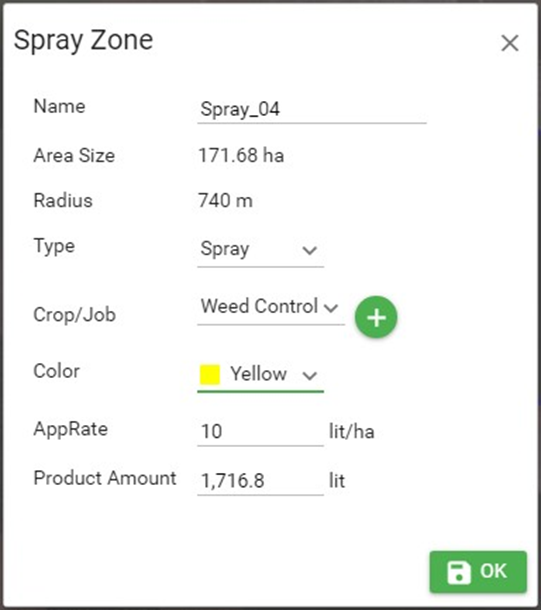 Spray Zone
Name Spray_04
Area Size 171.68 ha
Radius 740 m
Type Spray
Crop/Job Weed Control
Color Yellow
AppRate 10 lit/ha
Product Amount 1,716.8 lit
OK